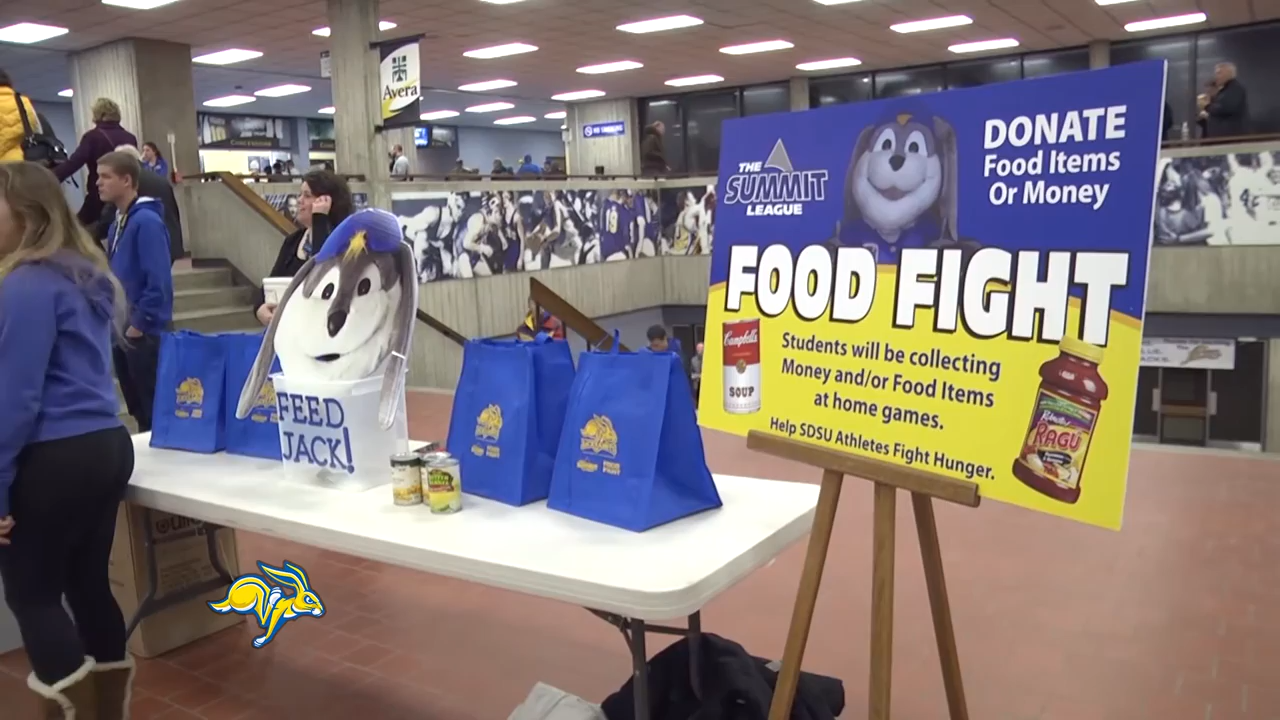 Avera
THE
SUMMIT
LEAGUE
DONATE
Food Items
Or Money
FOOD FIGHT
Campbell's
SOUP
Students will be collecting
Money and/or Food Items
at home games.
Help SDSU Athletes Fight Hunger.
RAGU
FEED
JACK!